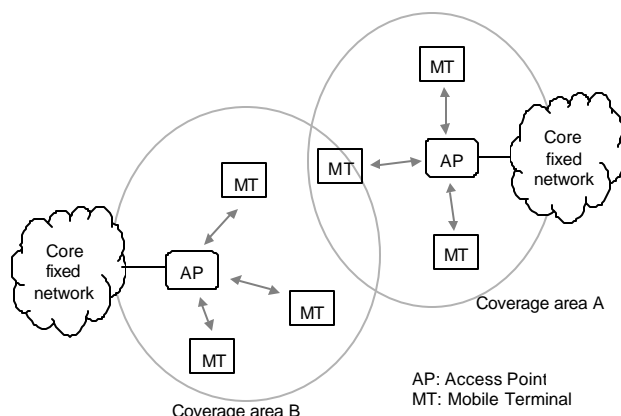 MT
Core
fixed
network
AP
MT
MT
MT
Core
fixed
network
AP
MT
MT
Coverage area A
Coverage area B
AP: Access Point
MT: Mobile Terminal